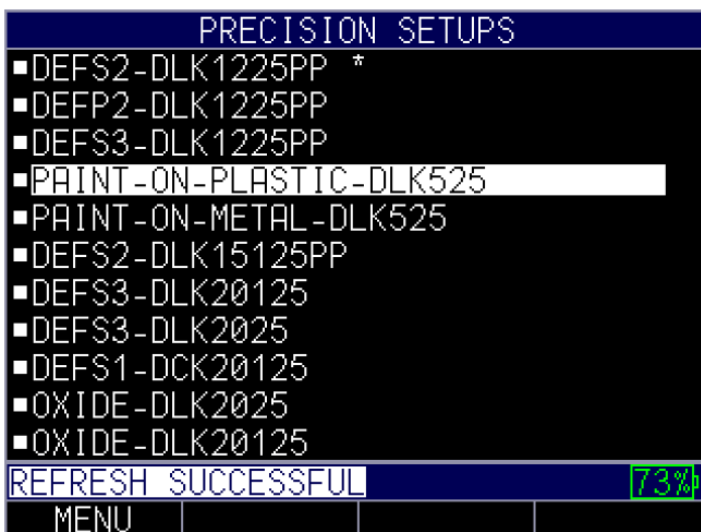 PRECISION SETUPS
▪DEFS2-DLK1225PP *
▪DEFP2-DLK1225PP
▪DEFS3-DLK1225PP
▪PAINT-ON-PLASTIC-DLK525
▪PAINT-ON-METAL-DLK525
▪DEFS2-DLK15125PP
▪DEFS3-DLK20125
▪DEFS3-DLK2025
▪DEFS1-DCK20125
▪OXIDE-DLK2025
▪OXIDE-DLK20125
REFRESH SUCCESSFUL 73%
MENU